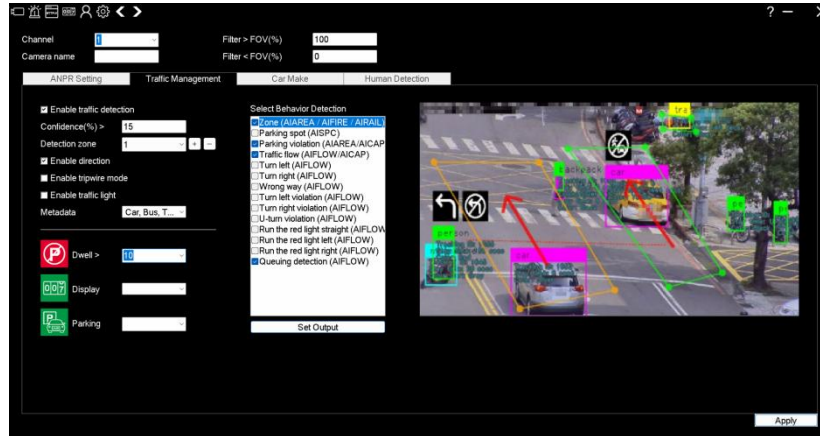 Channel 1 Filter > FOV(%) 100
Camera name Filter < FOV(%) 0
ANPR Setting Traffic Management Car Make Human Detection
Enable traffic detection
Confidence(%) > 15
Detection zone 1 + −
Enable direction
Enable tripwire mode
Enable traffic light
Metadata Car, Bus, T...
Dwell > 10
007 Display
Parking
Select Behavior Detection
Zone (AIAREA / AIFIRE / AIRAIL)
Parking spot (AISPC)
Parking violation (AIAREA/AICAP
Traffic flow (AIFLOW/AICAP)
Turn left (AIFLOW)
Turn right (AIFLOW)
Wrong way (AIFLOW)
Turn left violation (AIFLOW)
Turn right violation (AIFLOW)
U-turn violation (AIFLOW)
Run the red light straight (AIFLOW
Run the red light left (AIFLOW)
Run the red light right (AIFLOW)
Queuing detection (AIFLOW)
Set Output
tra
backpack
car
pe
person
car
Apply